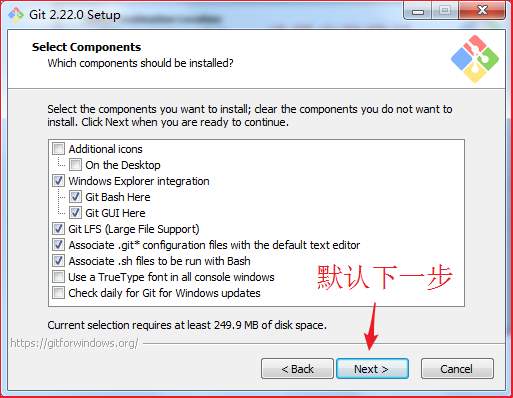 Git 2.22.0 Setup
Select Components
Which components should be installed?
Select the components you want to install; clear the components you do not want to
install. Click Next when you are ready to continue.
Additional icons
On the Desktop
Windows Explorer integration
Git Bash Here
Git GUI Here
Git LFS (Large File Support)
Associate .git* configuration files with the default text editor
Associate .sh files to be run with Bash
Use a TrueType font in all console windows
Check daily for Git for Windows updates
默认下一步
Current selection requires at least 249.9 MB of disk space.
https://gitforwindows.org/
< Back
Next >
Cancel